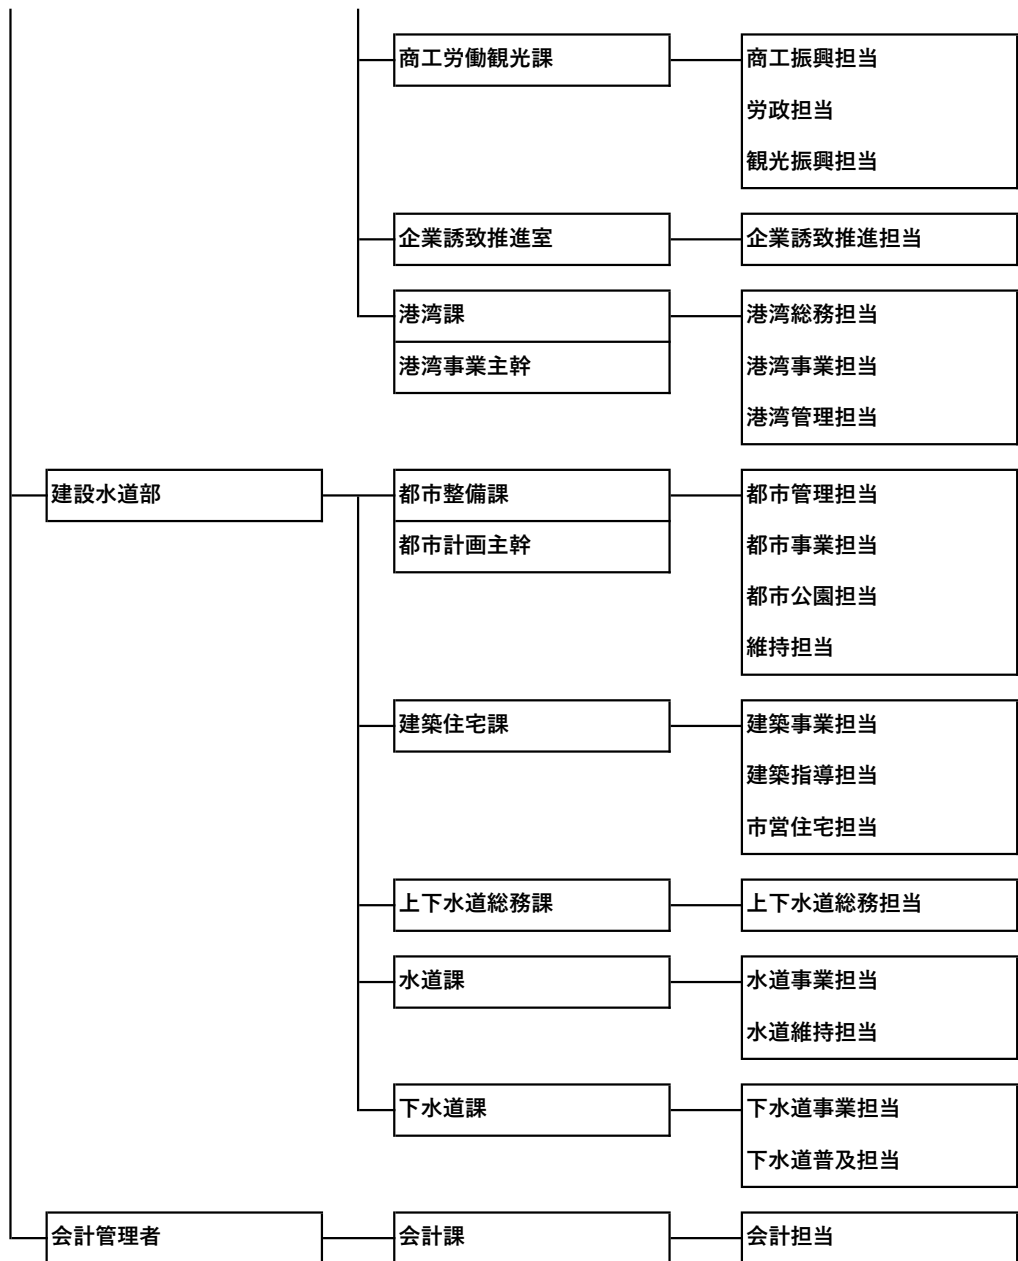 商工労働観光課
商工振興担当
労政担当
観光振興担当
企業誘致推進室
企業誘致推進担当
港湾課
港湾総務担当
港湾事業主幹
港湾事業担当
港湾管理担当
建設水道部
都市整備課
都市管理担当
都市計画主幹
都市事業担当
都市公園担当
維持担当
建築住宅課
建築事業担当
建築指導担当
市営住宅担当
上下水道総務課
上下水道総務担当
水道課
水道事業担当
水道維持担当
下水道課
下水道事業担当
下水道普及担当
会計管理者
会計課
会計担当